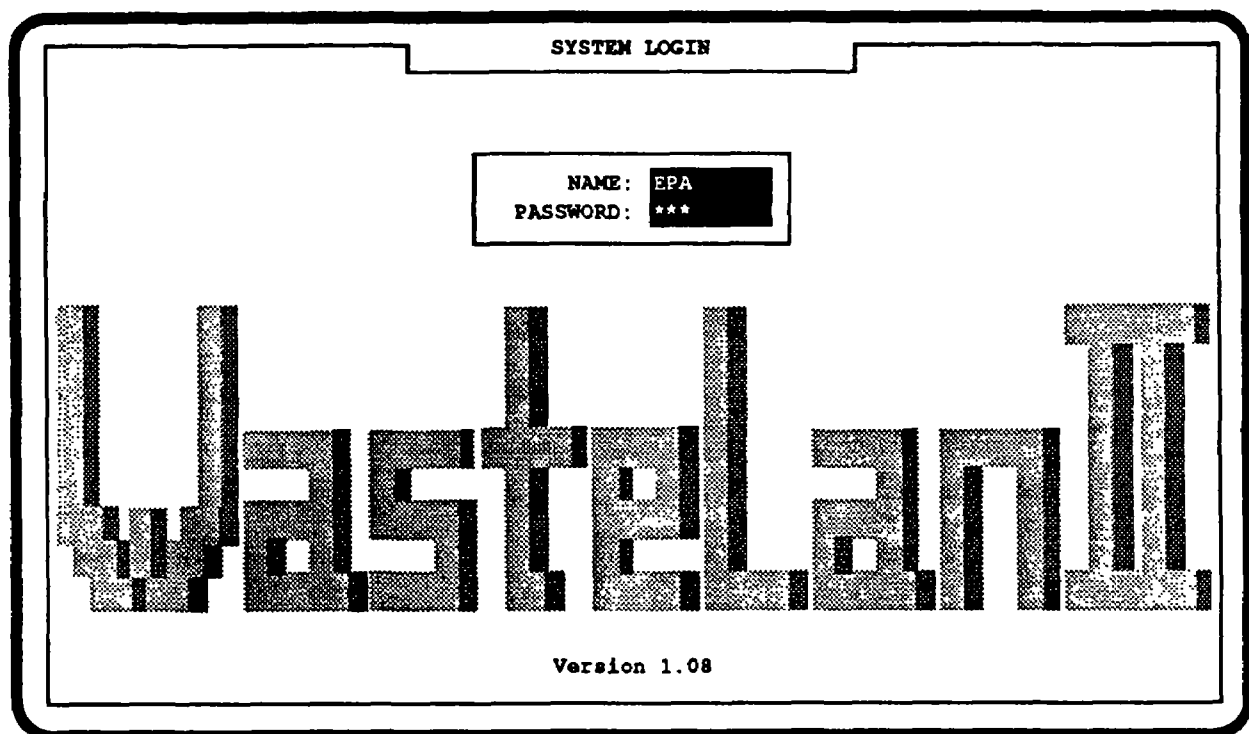 SYSTEM LOGIN
NAME: EPA
PASSWORD: ***
WasteLan II
Version 1.08